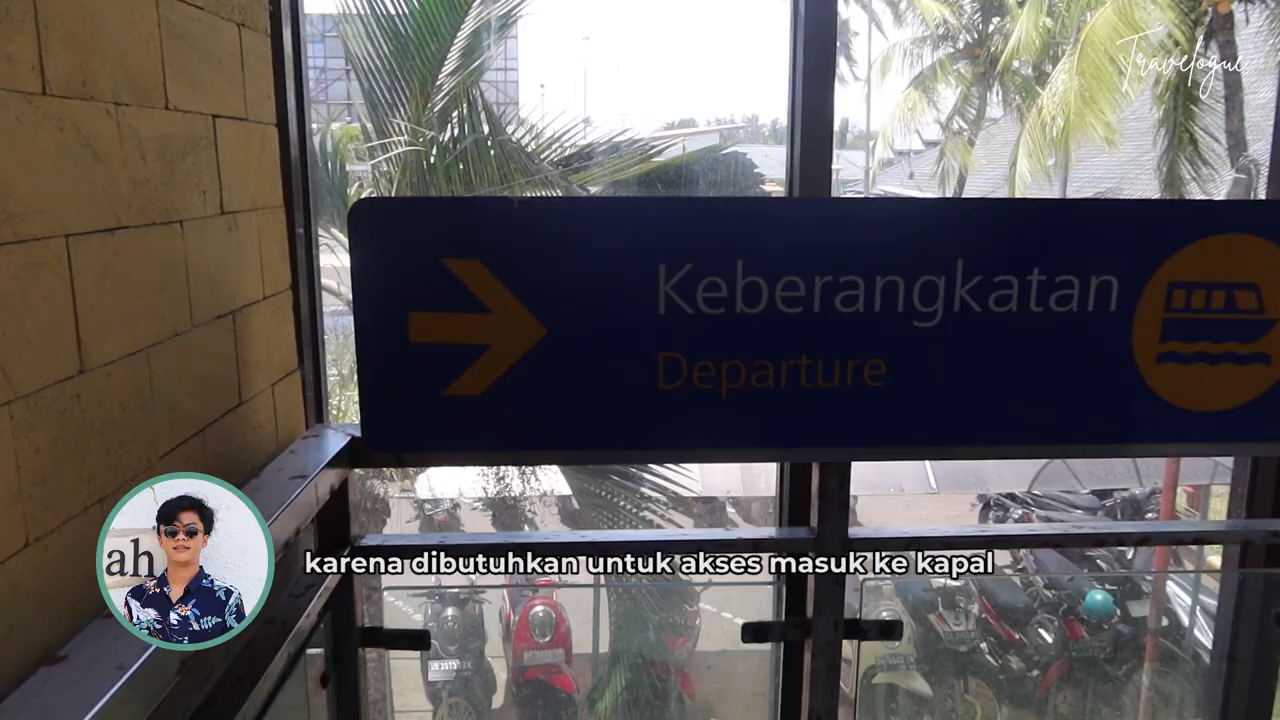 Travelogue
Keberangkatan
Departure
ah
karena dibutuhkan untuk akses masuk ke kapal